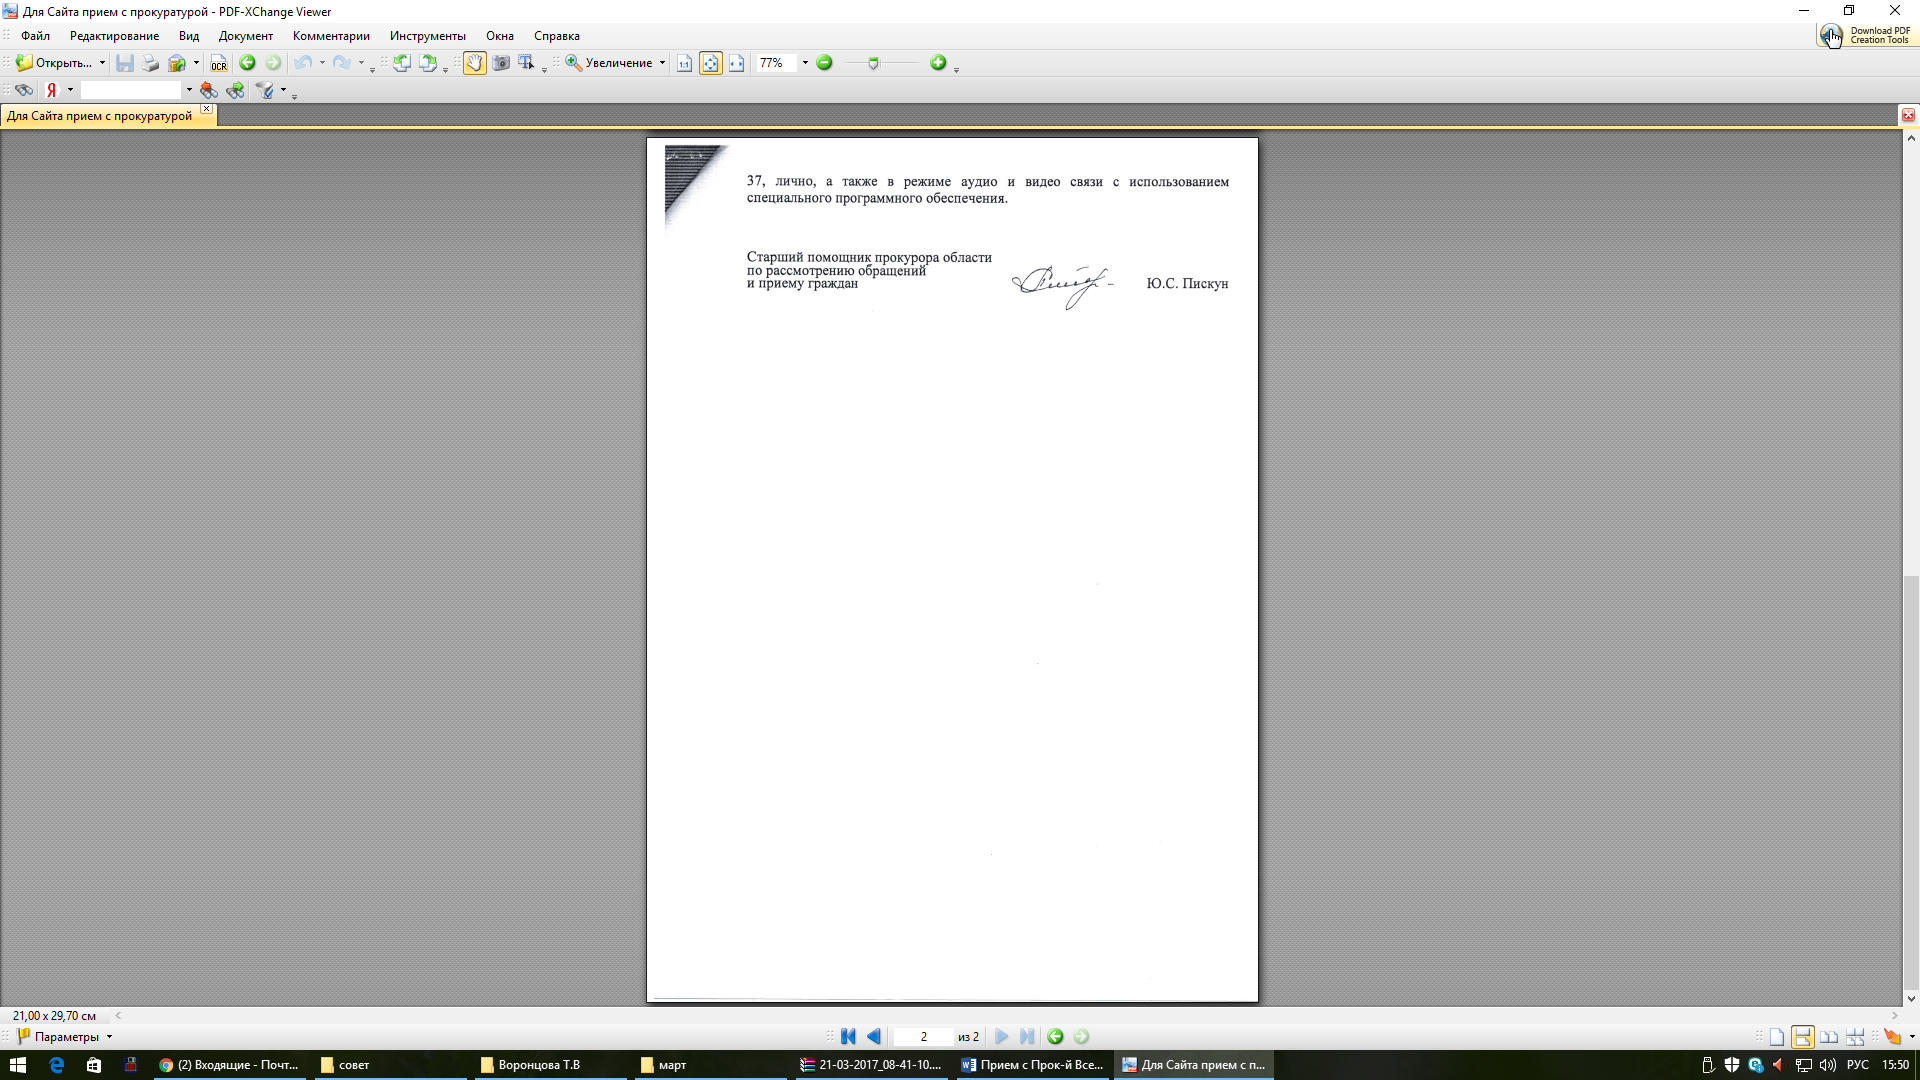 Для Сайта прием с прокуратурой - PDF-XChange Viewer
Файл Редактирование Вид Документ Комментарии Инструменты Окна Справка
Download PDF
Creation Tools
Открыть... OCR Увеличение 1:1 77%
Я
Для Сайта прием с прокуратурой
37, лично, а также в режиме аудио и видео связи с использованием
специального программного обеспечения.
Старший помощник прокурора области
по рассмотрению обращений
и приему граждан
Ю.С. Пискун
21,00 x 29,70 см
Параметры
2 из 2
(2) Входящие - Почт...
совет
Воронцова Т.В
март
21-03-2017_08-41-10....
Прием с Прок-й Все...
Для Сайта прием с п...
РУС 15:50